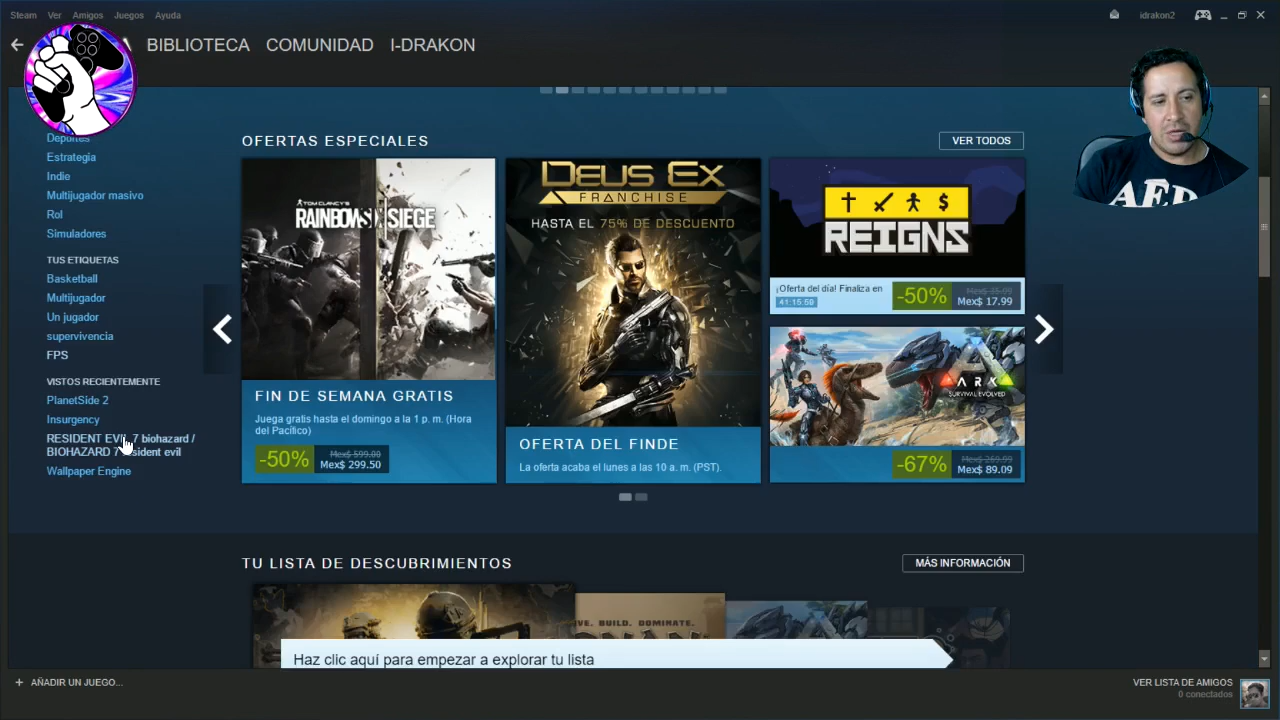 Steam Ver Amigos Juegos Ayuda
idrakon2
BIBLIOTECA COMUNIDAD I-DRAKON
Deportes
Estrategia
Indie
Multijugador masivo
Rol
Simuladores
TUS ETIQUETAS
Basketball
Multijugador
Un jugador
supervivencia
FPS
VISTOS RECIENTEMENTE
PlanetSide 2
Insurgency
RESIDENT EVIL 7 biohazard /
BIOHAZARD 7 resident evil
Wallpaper Engine
OFERTAS ESPECIALES
VER TODOS
TOM CLANCY'S
RAINBOW SIX SIEGE
FIN DE SEMANA GRATIS
Juega gratis hasta el domingo a la 1 p. m. (Hora
del Pacífico)
-50%
Mex$ 599.00
Mex$ 299.50
DEUS EX
FRANCHISE
HASTA EL 75% DE DESCUENTO
OFERTA DEL FINDE
La oferta acaba el lunes a las 10 a. m. (PST).
REIGNS
¡Oferta del día! Finaliza en
41:15:50
-50%
Mex$ 35.99
Mex$ 17.99
ARK
SURVIVAL EVOLVED
-67%
Mex$ 269.99
Mex$ 89.09
TU LISTA DE DESCUBRIMIENTOS
MÁS INFORMACIÓN
BUILD. DOMINATE.
Haz clic aquí para empezar a explorar tu lista
+ AÑADIR UN JUEGO...
VER LISTA DE AMIGOS
0 conectados